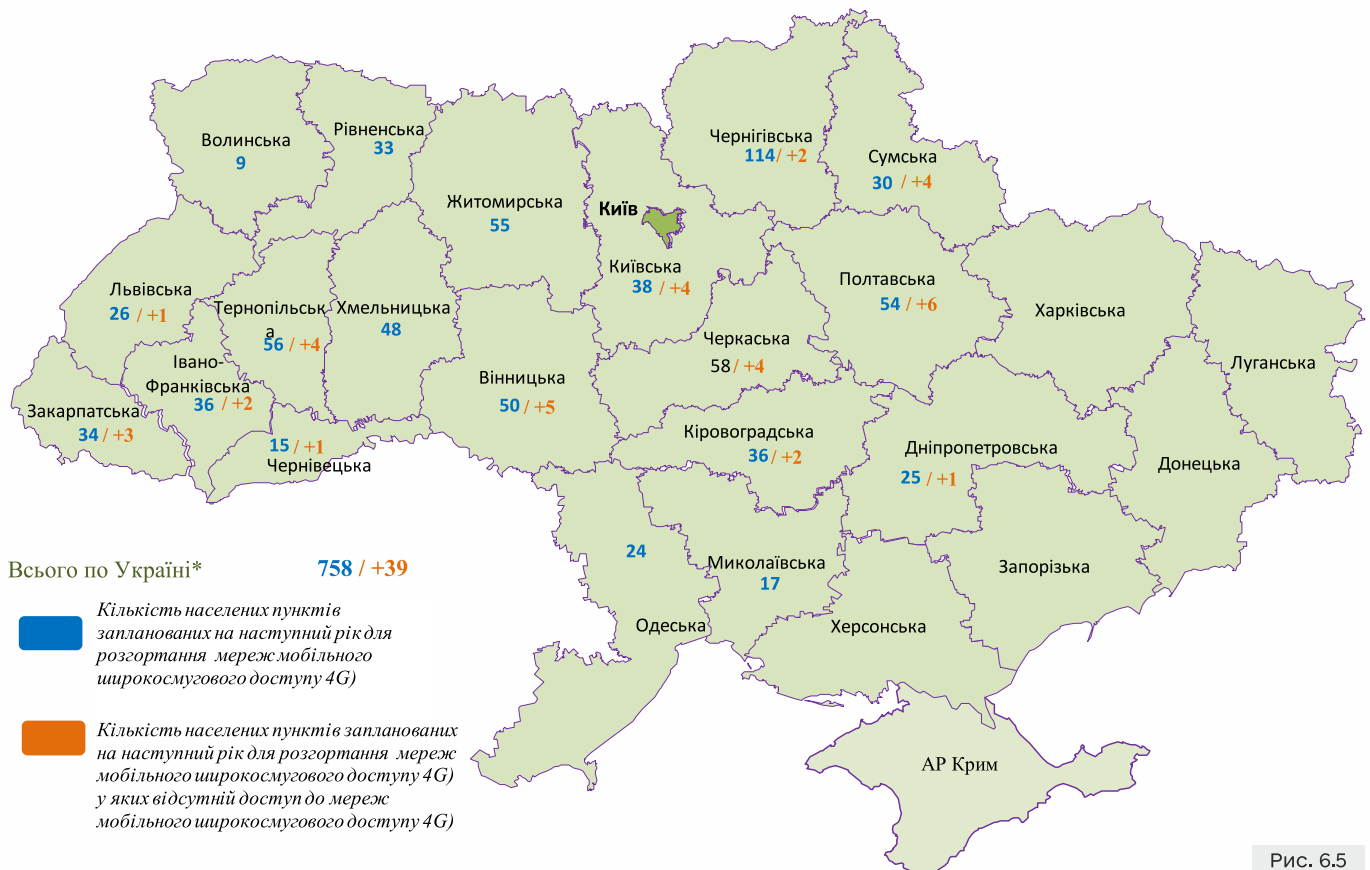 Волинська
9
Рівненська
33
Житомирська
55
Київ
Київська
38 / +4
Чернігівська
114/ +2
Сумська
30 / +4
Львівська
26 / +1
Тернопільськ
а
56 / +4
Хмельницька
48
Івано-
Франківська
36 / +2
Закарпатська
34 / +3
15 / +1
Чернівецька
Вінницька
50 / +5
Черкаська
58 / +4
Полтавська
54 / +6
Харківська
Луганська
Кіровоградська
36 / +2
Дніпропетровська
25 / +1
Донецька
Запорізька
24
Одеська
Миколаївська
17
Херсонська
АР Крим
Всього по Україні* 758 / +39
Кількість населених пунктів
запланованих на наступний рік для
розгортання мереж мобільного
широкосмугового доступу 4G)
Кількість населених пунктів запланованих
на наступний рік для розгортання мереж
мобільного широкосмугового доступу 4G)
у яких відсутній доступ до мереж
мобільного широкосмугового доступу 4G)
Рис. 6.5